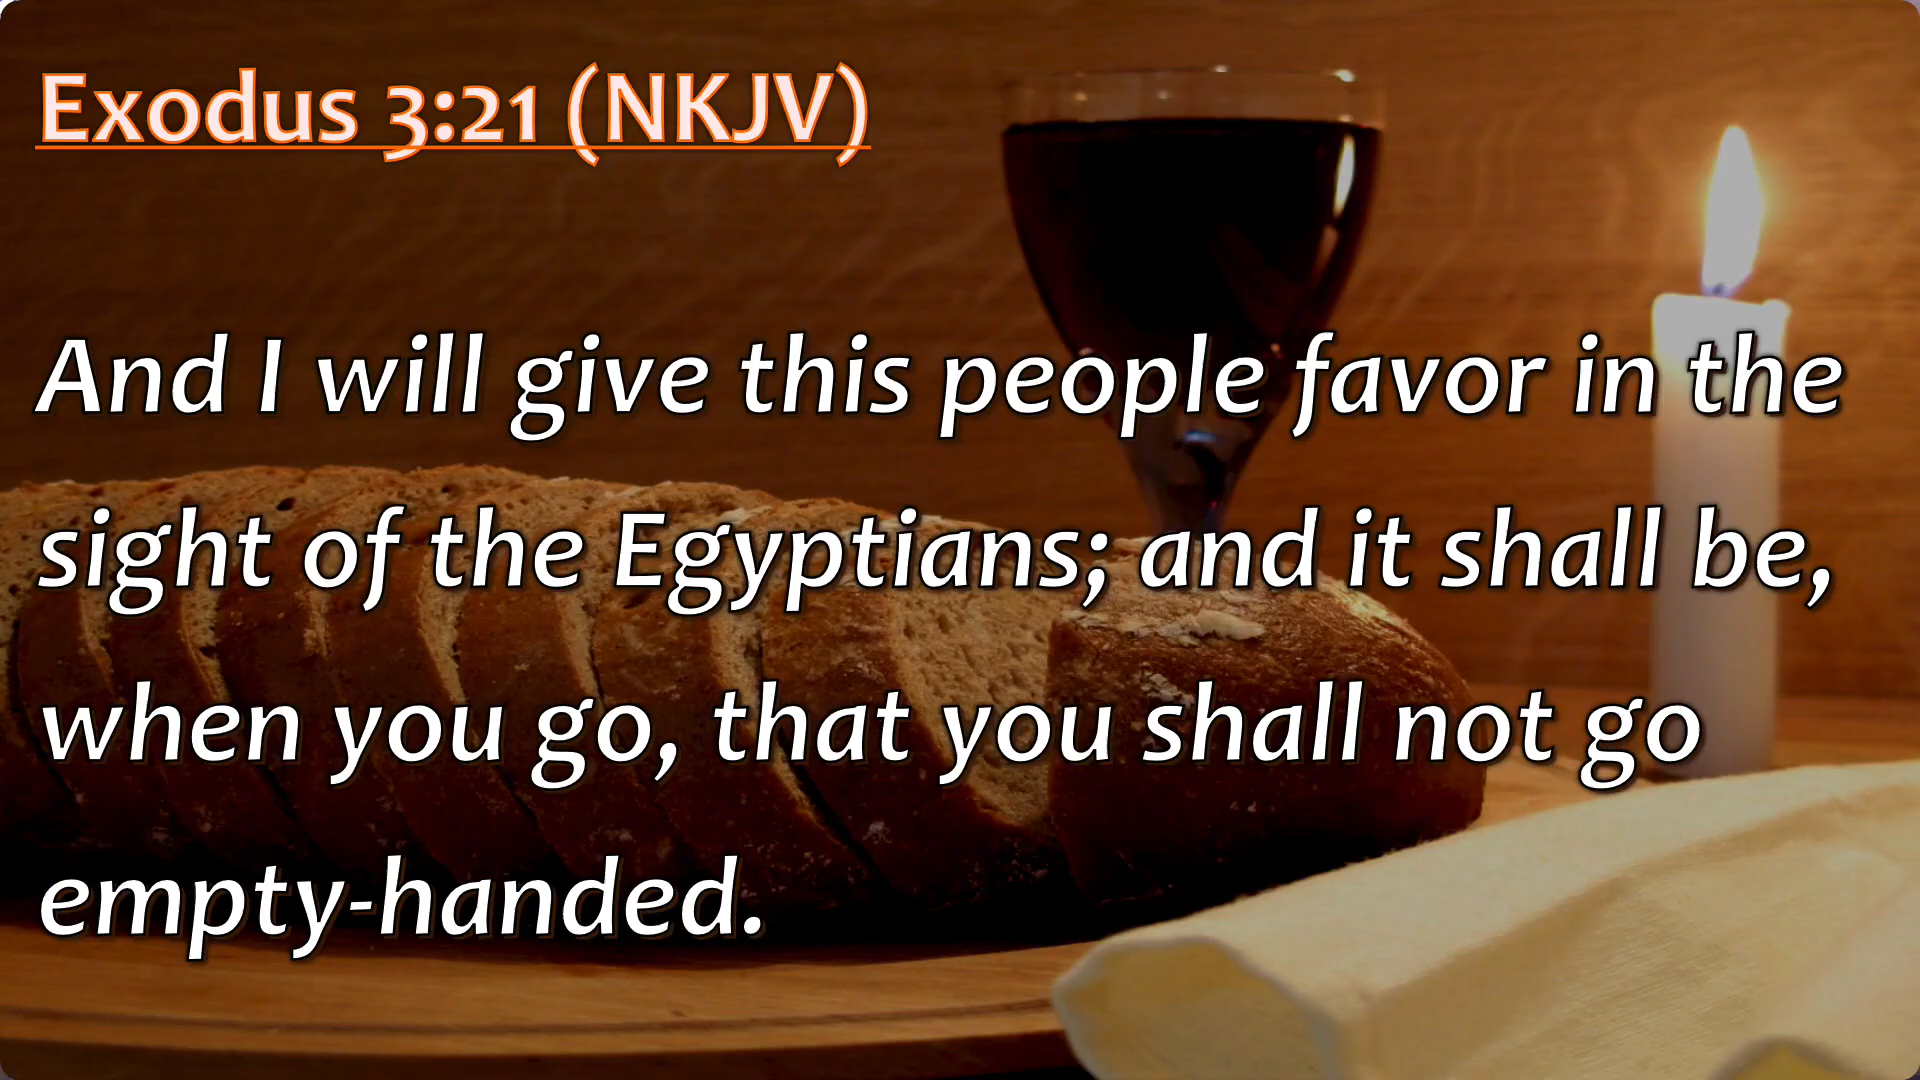 Exodus 3:21 (NKJV)
And I will give this people favor in the
sight of the Egyptians; and it shall be,
when you go, that you shall not go
empty-handed.